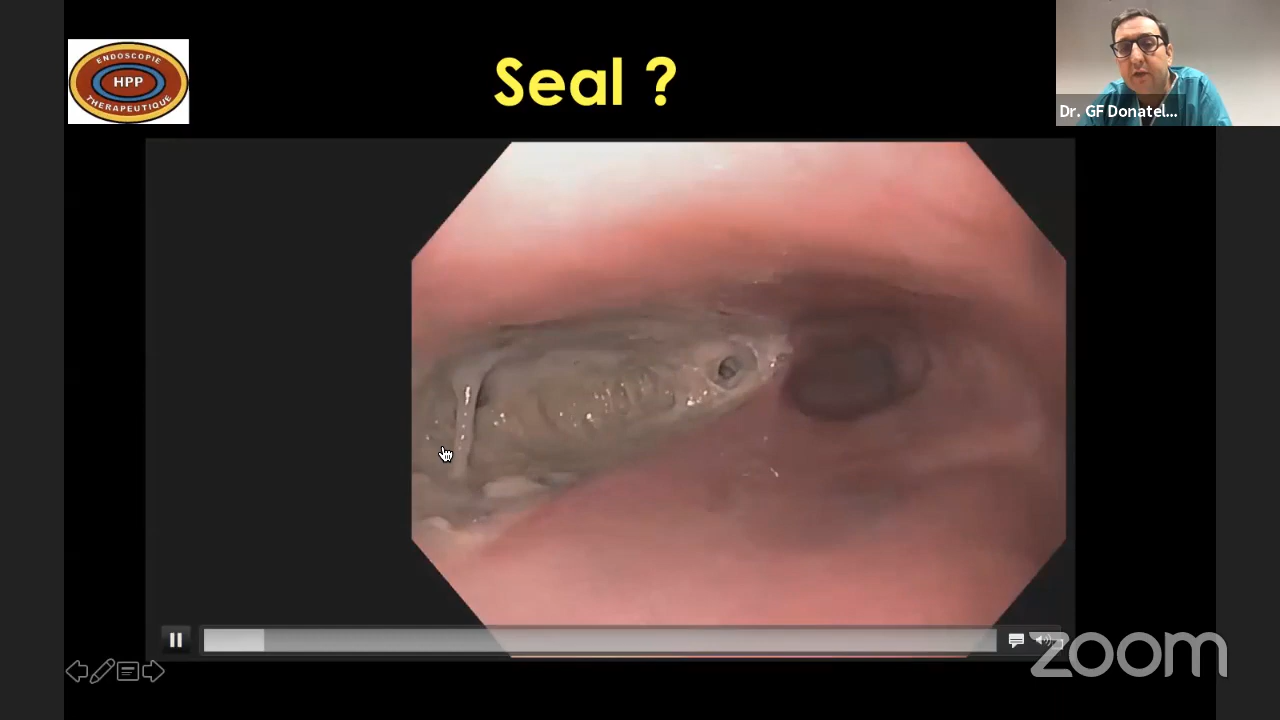 ENDOSCOPIE
HPP
THERAPEUTIQUE
Seal ?
Dr. GF Donatel...
zoom